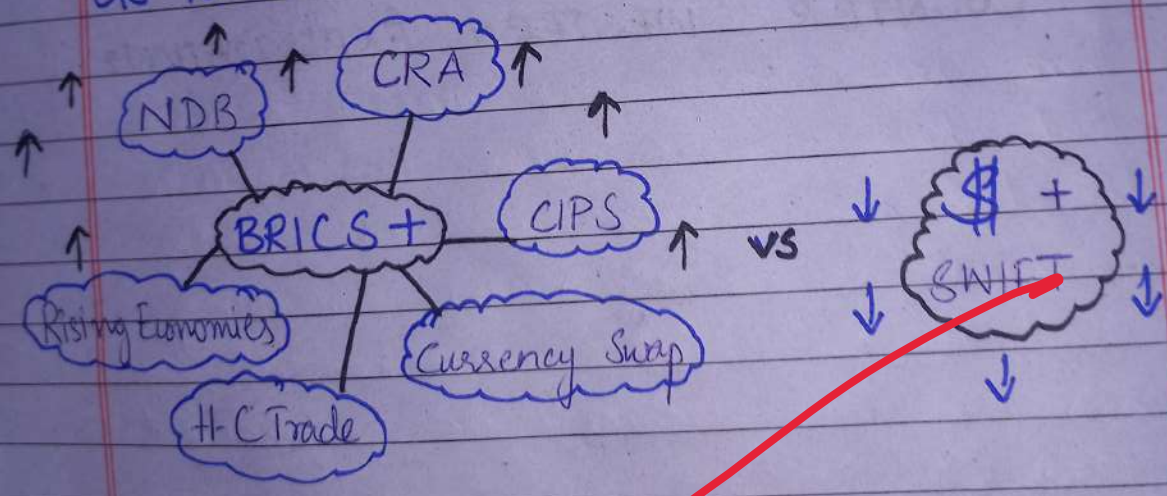 NDB
CRA
BRICS +
CIPS
vs
$ +
SWIFT
Rising Economies
Currency Swap
H-C Trade